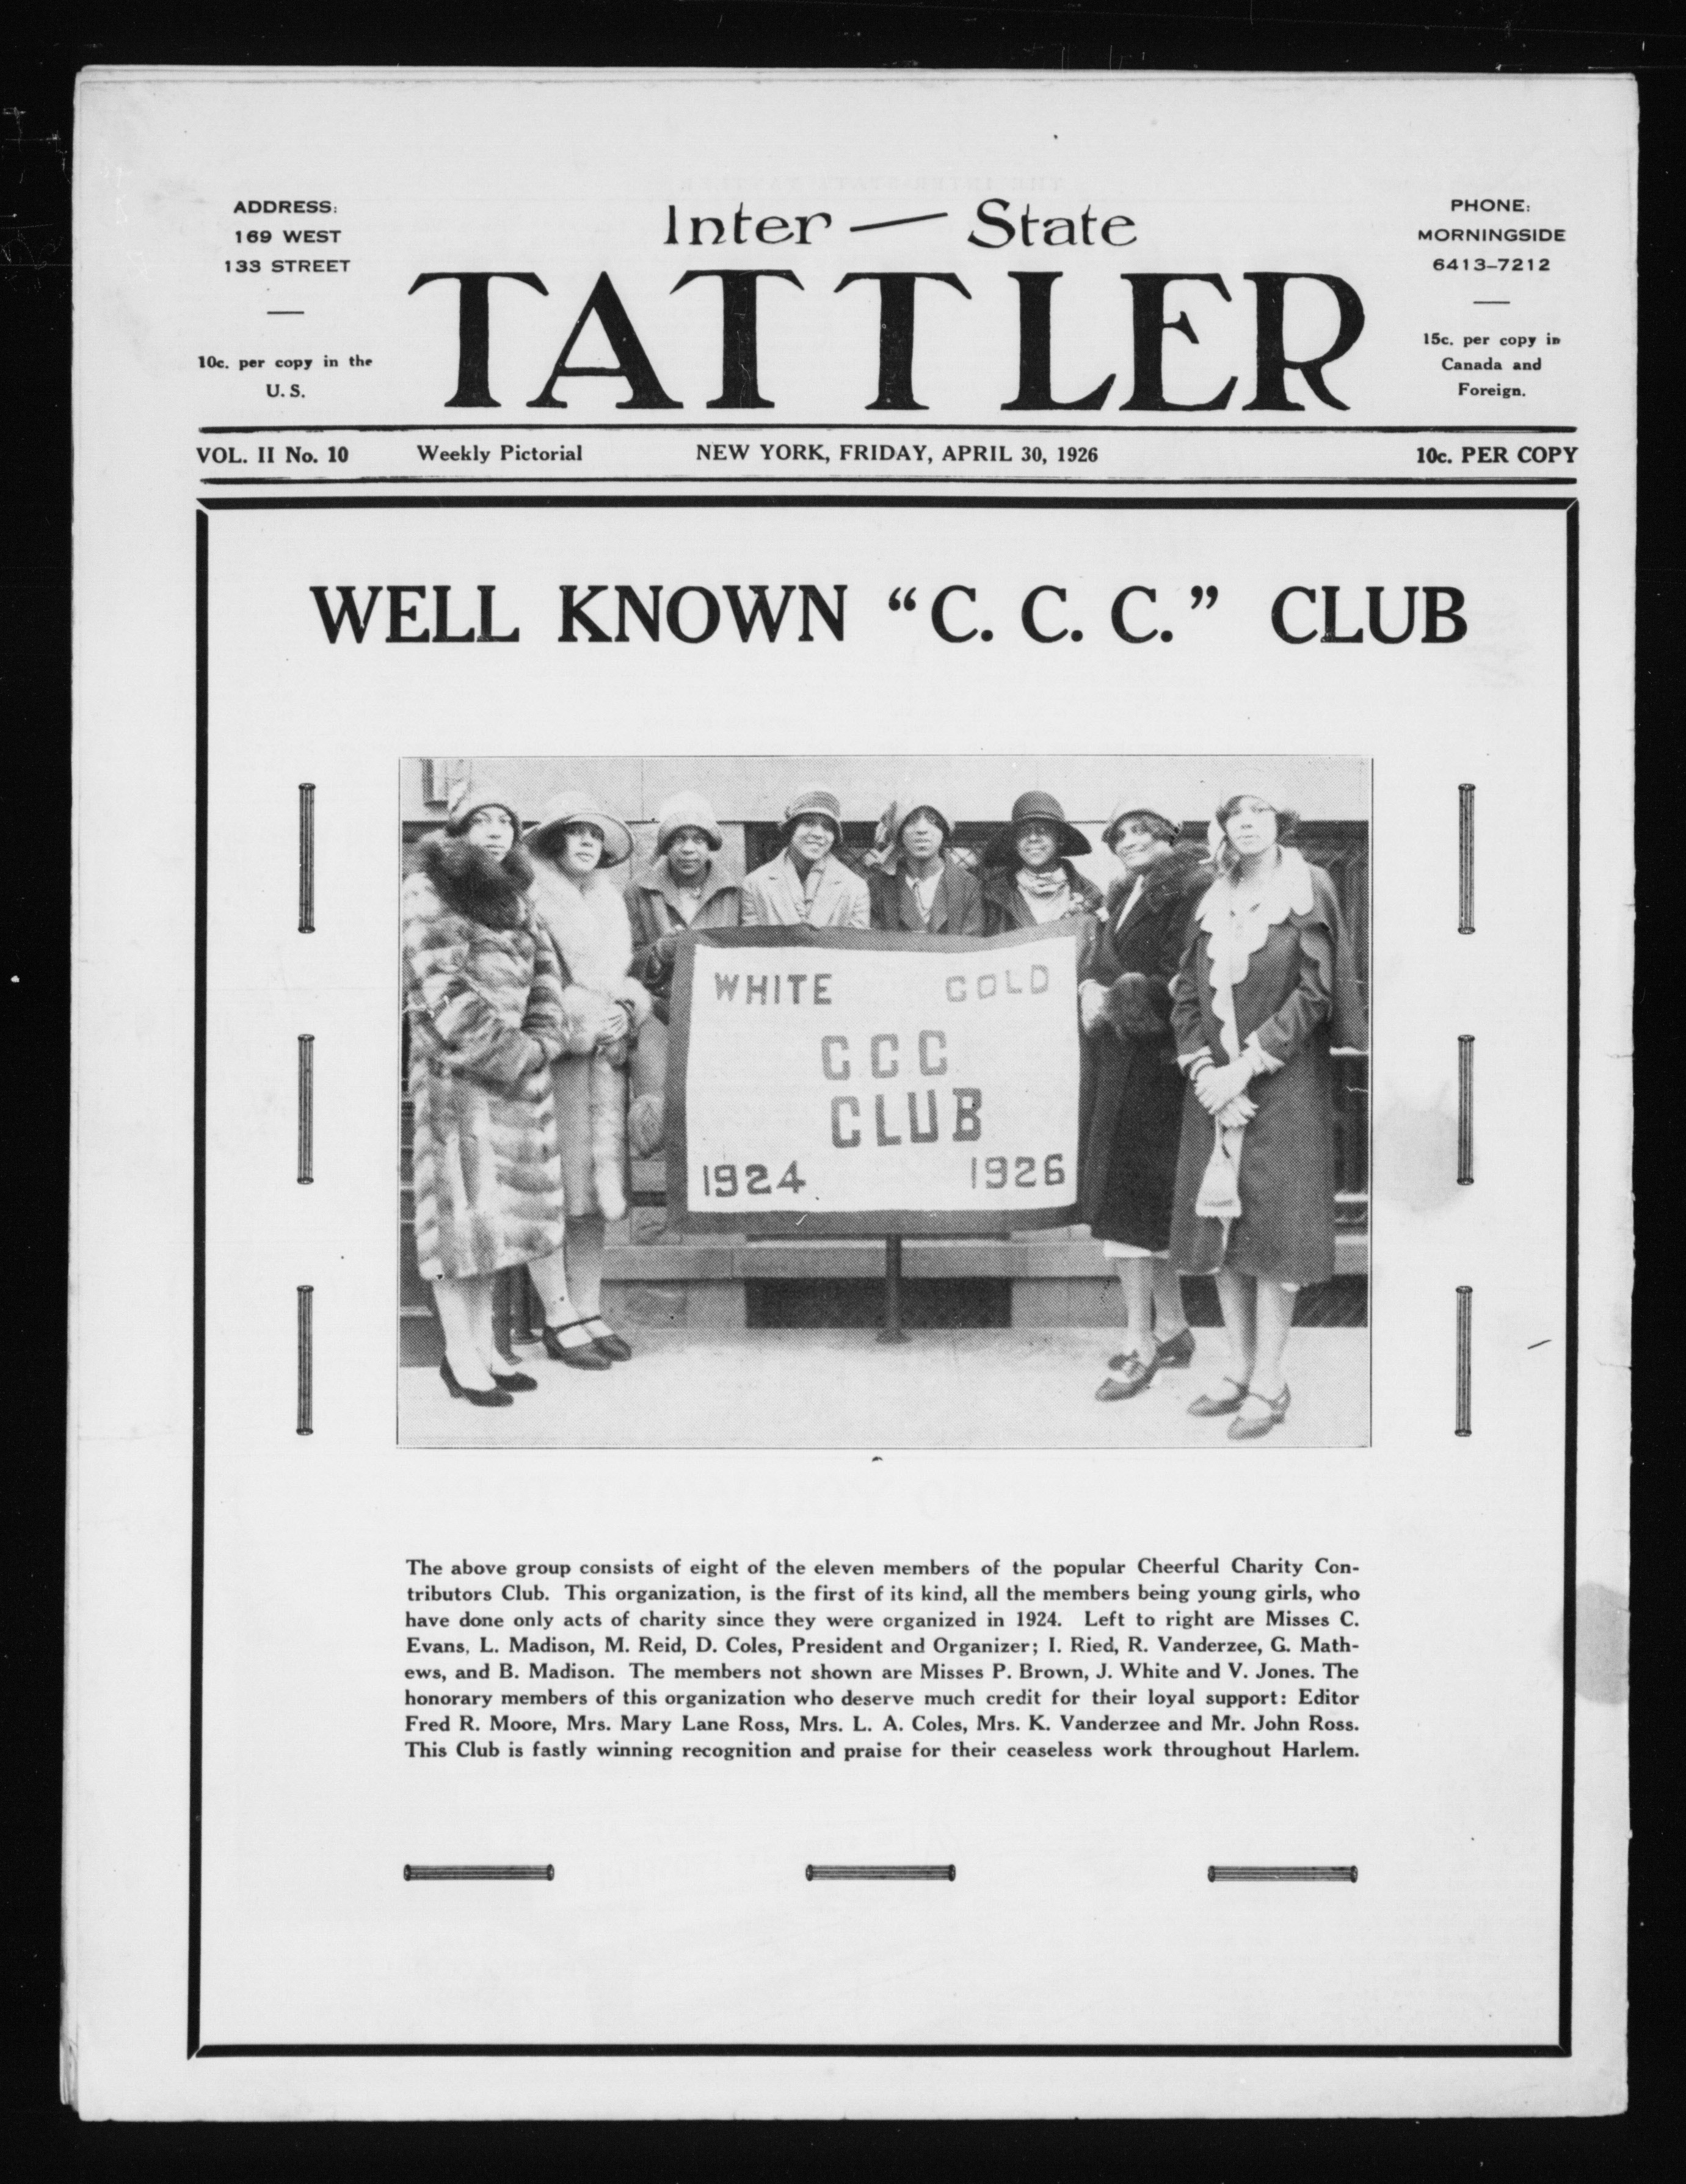 ADDRESS:
169 WEST
133 STREET
10c. per copy in the
U. S.
Inter — State
TATTLER
PHONE:
MORNINGSIDE
6413-7212
15c. per copy in
Canada and
Foreign.
VOL. II No. 10 Weekly Pictorial NEW YORK, FRIDAY, APRIL 30, 1926 10c. PER COPY
WELL KNOWN “C. C. C.” CLUB
WHITE GOLD
CCC
CLUB
1924 1926
The above group consists of eight of the eleven members of the popular Cheerful Charity Con-
tributors Club. This organization, is the first of its kind, all the members being young girls, who
have done only acts of charity since they were organized in 1924. Left to right are Misses C.
Evans, L. Madison, M. Reid, D. Coles, President and Organizer; I. Ried, R. Vanderzee, G. Math-
ews, and B. Madison. The members not shown are Misses P. Brown, J. White and V. Jones. The
honorary members of this organization who deserve much credit for their loyal support: Editor
Fred R. Moore, Mrs. Mary Lane Ross, Mrs. L. A. Coles, Mrs. K. Vanderzee and Mr. John Ross.
This Club is fastly winning recognition and praise for their ceaseless work throughout Harlem.